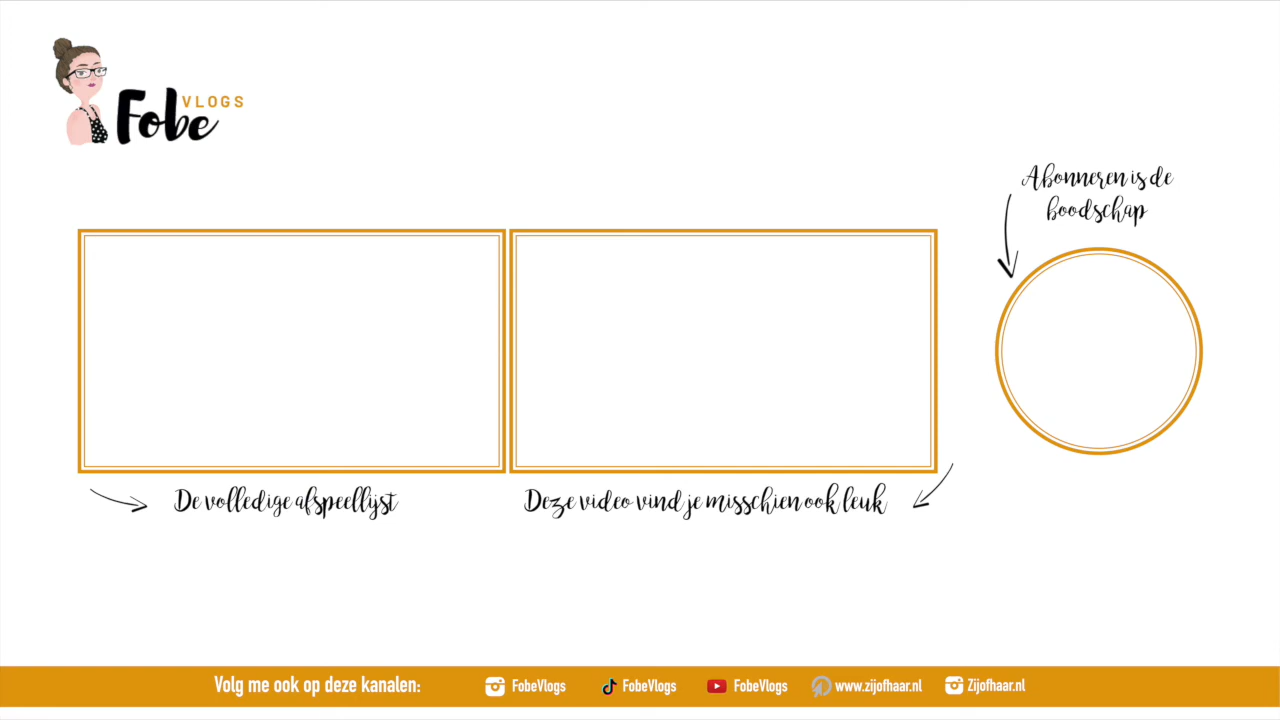 VLOGS
Fobe
Abonneren is de
boodschap
De volledige afspeellijst
Deze video vind je misschien ook leuk
Volg me ook op deze kanalen: FobeVlogs FobeVlogs FobeVlogs www.zijofhaar.nl Zijofhaar.nl